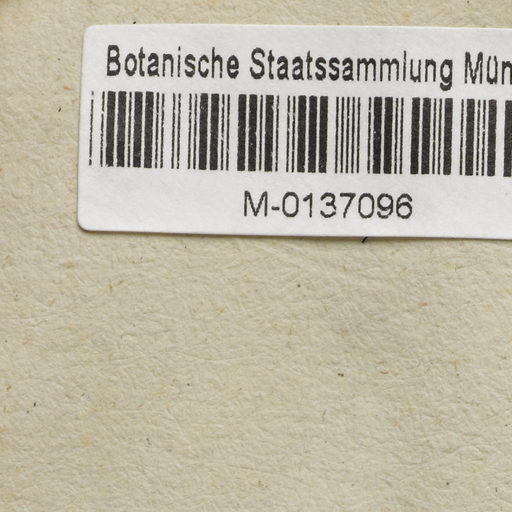 Botanische Staatssammlung Mün
M-0137096